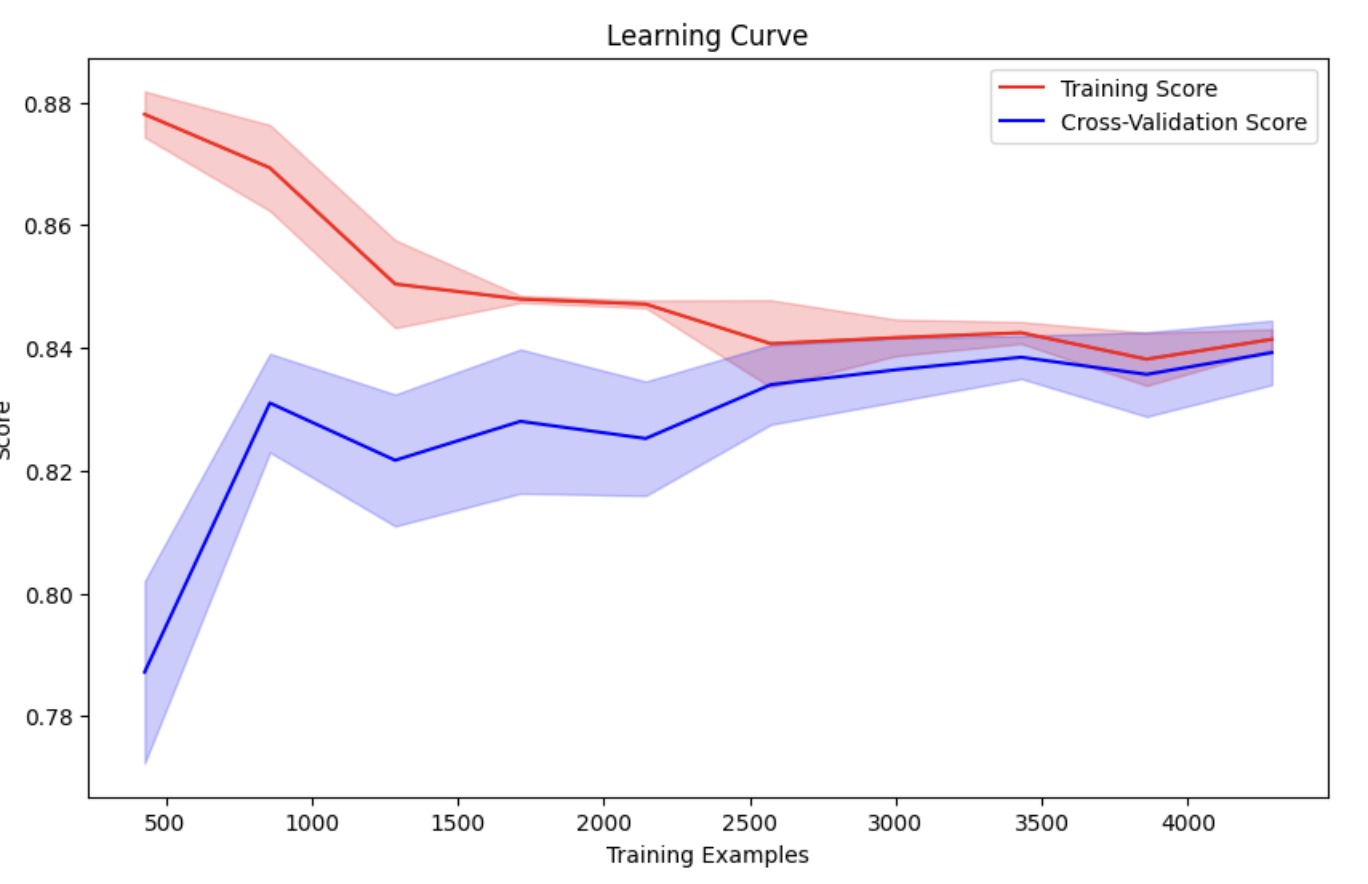 Learning Curve
Training Score
Cross-Validation Score
0.88
0.86
0.84
0.82
0.80
0.78
Score
500 1000 1500 2000 2500 3000 3500 4000
Training Examples